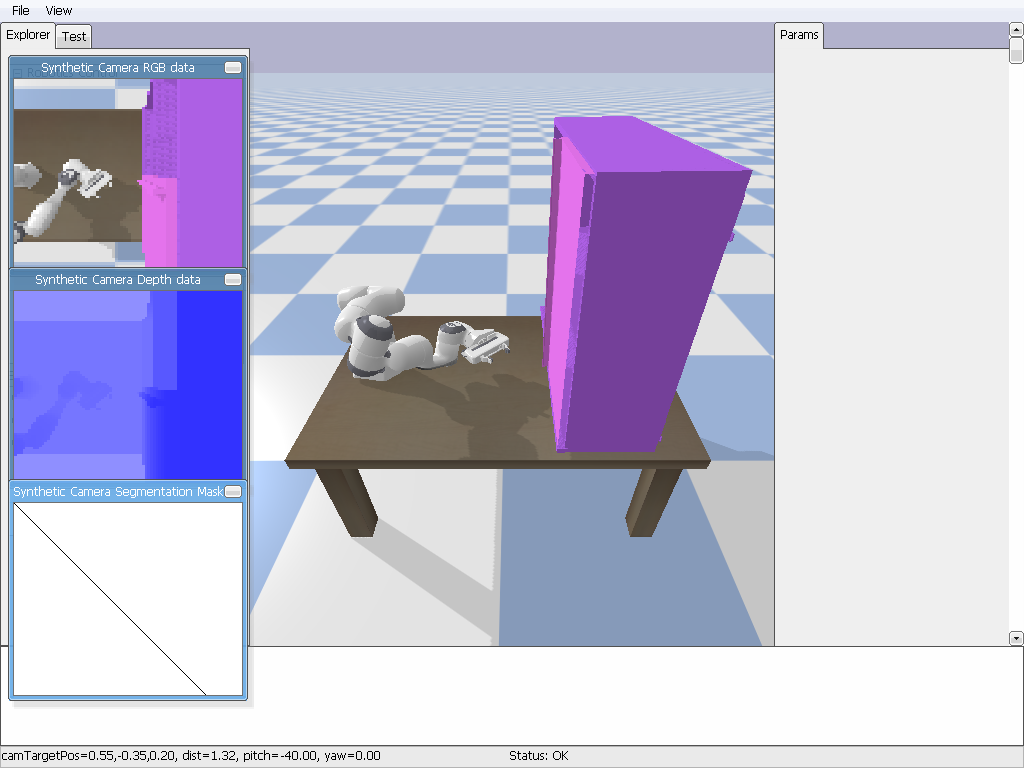 File View
Explorer Test
Params
Synthetic Camera RGB data
Synthetic Camera Depth data
Synthetic Camera Segmentation Mask
camTargetPos=0.55,-0.35,0.20, dist=1.32, pitch=-40.00, yaw=0.00 Status: OK